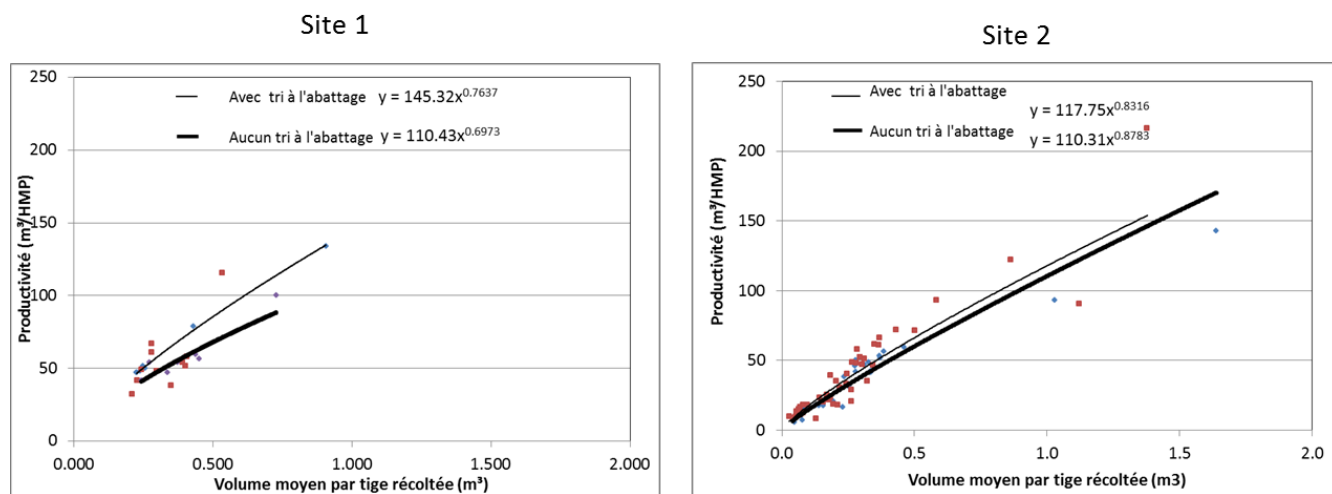 Site 1
250
200
150
100
50
0
Productivité (m³/HMP)
Avec tri à l'abattage y = 145.32x^0.7637
Aucun tri à l'abattage y = 110.43x^0.6973
0.000 0.500 1.000 1.500 2.000
Volume moyen par tige récoltée (m³)
Site 2
250
200
150
100
50
0
Productivité (m³/HMP)
Avec tri à l'abattage
y = 117.75x^0.8316
Aucun tri à l'abattage
y = 110.31x^0.8783
0.0 0.5 1.0 1.5 2.0
Volume moyen par tige récoltée (m3)